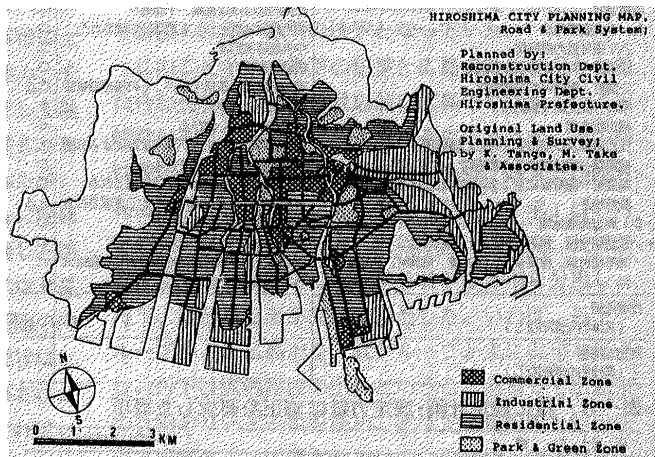 HIROSHIMA CITY PLANNING MAP,
Road & Park System;
Planned by:
Reconstruction Dept.
Hiroshima City Civil
Engineering Dept.
Hiroshima Prefecture.
Original Land Use
Planning & Survey;
by K. Tange, M. Take
& Associates.
N
S
0 1 2 3 KM
Commercial Zone
Industrial Zone
Residential Zone
Park & Green Zone